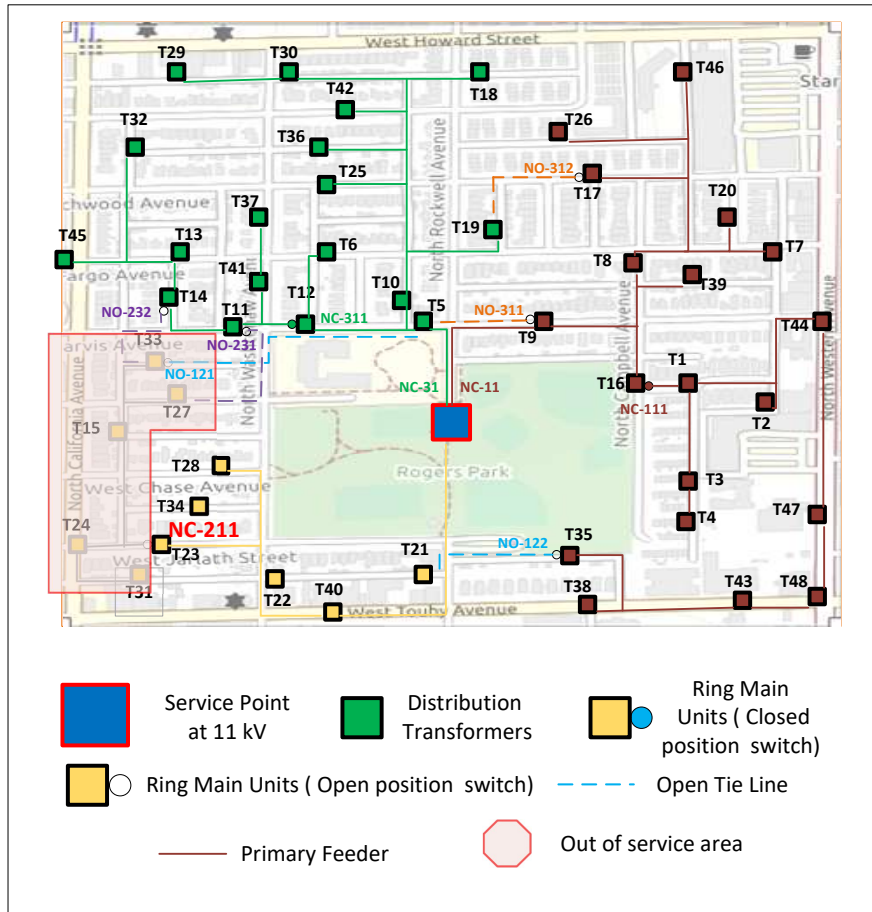 West Howard Street
T29
T30
T18
T46
Star
T42
T26
T32
T36
NO-312
T17
T25
chwood Avenue
T37
T20
T19
North Rockwell Avenue
T45
T13
T6
T8
T7
argo Avenue
T41
T39
T14
T10
T12
T5
NO-232
T11
NC-311
NO-311
T44
T9
NO-231
arvis Avenue
T33
NO-121
NC-31
NC-11
T16
T1
North Campbell Avenue
North Western Avenue
NC-111
T27
T2
T15
North California Avenue
Rogers Park
T28
West Chase Avenue
T3
T34
T4
T47
T24
NC-211
T23
NO-122
T35
West Jarlath Street
T21
T31
T22
T40
T38
T43
T48
West Touhy Avenue
Service Point
at 11 kV
Distribution
Transformers
Ring Main
Units ( Closed
position switch)
Ring Main Units ( Open position switch)
Open Tie Line
Primary Feeder
Out of service area